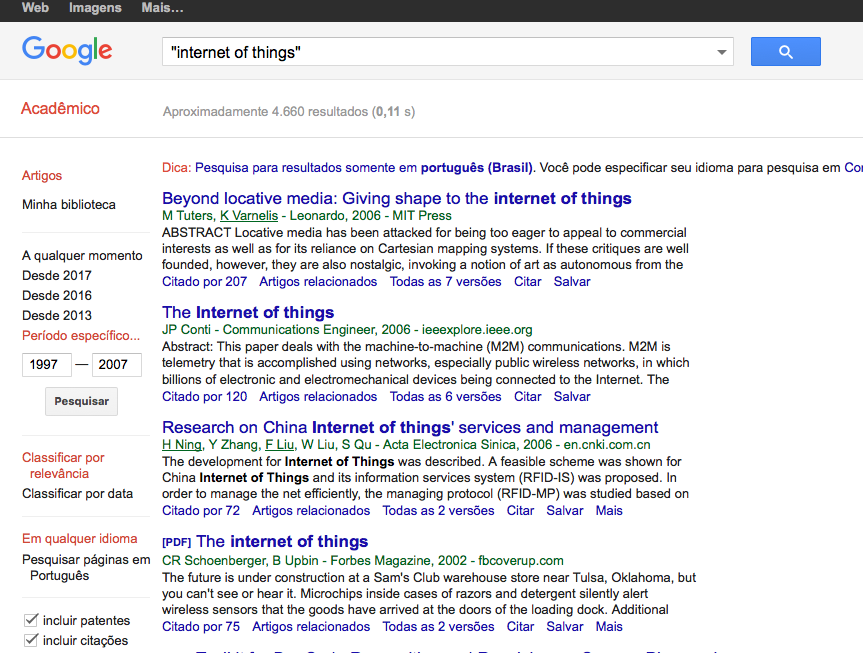 Web Imagens Mais…
Google
"internet of things"
Acadêmico
Aproximadamente 4.660 resultados (0,11 s)
Artigos
Minha biblioteca
A qualquer momento
Desde 2017
Desde 2016
Desde 2013
Período específico...
1997 — 2007
Pesquisar
Classificar por
relevância
Classificar por data
Em qualquer idioma
Pesquisar páginas em
Português
incluir patentes
incluir citações
Dica: Pesquisa para resultados somente em português (Brasil). Você pode especificar seu idioma para pesquisa em
Beyond locative media: Giving shape to the internet of things
M Tuters, K Varnelis - Leonardo, 2006 - MIT Press
ABSTRACT Locative media has been attacked for being too eager to appeal to commercial
interests as well as for its reliance on Cartesian mapping systems. If these critiques are well
founded, however, they are also nostalgic, invoking a notion of art as autonomous from the
Citado por 207 Artigos relacionados Todas as 7 versões Citar Salvar
The Internet of things
JP Conti - Communications Engineer, 2006 - ieeexplore.ieee.org
Abstract: This paper deals with the machine-to-machine (M2M) communications. M2M is
telemetry that is accomplished using networks, especially public wireless networks, in which
billions of electronic and electromechanical devices being connected to the Internet. The
Citado por 120 Artigos relacionados Todas as 6 versões Citar Salvar
Research on China Internet of things' services and management
H Ning, Y Zhang, F Liu, W Liu, S Qu - Acta Electronica Sinica, 2006 - en.cnki.com.cn
The development for Internet of Things was described. A feasible scheme was shown for
China Internet of Things and its information services system (RFID-IS) was proposed. In
order to manage the net efficiently, the managing protocol (RFID-MP) was studied based on
Citado por 72 Artigos relacionados Todas as 2 versões Citar Salvar Mais
[PDF] The internet of things
CR Schoenberger, B Upbin - Forbes Magazine, 2002 - fbcoverup.com
The future is under construction at a Sam's Club warehouse store near Tulsa, Oklahoma, but
you can't see or hear it. Microchips inside cases of razors and detergent silently alert
wireless sensors that the goods have arrived at the doors of the loading dock. Additional
Citado por 75 Artigos relacionados Todas as 2 versões Citar Salvar Mais